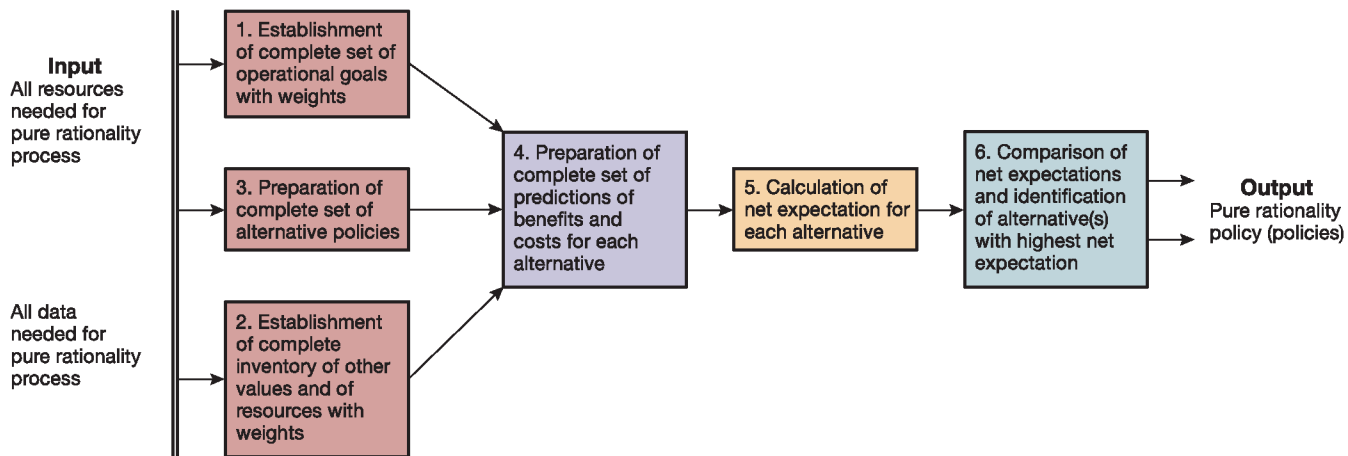 Input
All resources
needed for
pure rationality
process
All data
needed for
pure rationality
process
1. Establishment
of complete set of
operational goals
with weights
3. Preparation of
complete set of
alternative policies
2. Establishment
of complete
inventory of other
values and of
resources with
weights
4. Preparation of
complete set of
predictions of
benefits and
costs for each
alternative
5. Calculation of
net expectation for
each alternative
6. Comparison of
net expectations
and identification
of alternative(s)
with highest net
expectation
Output
Pure rationality
policy (policies)